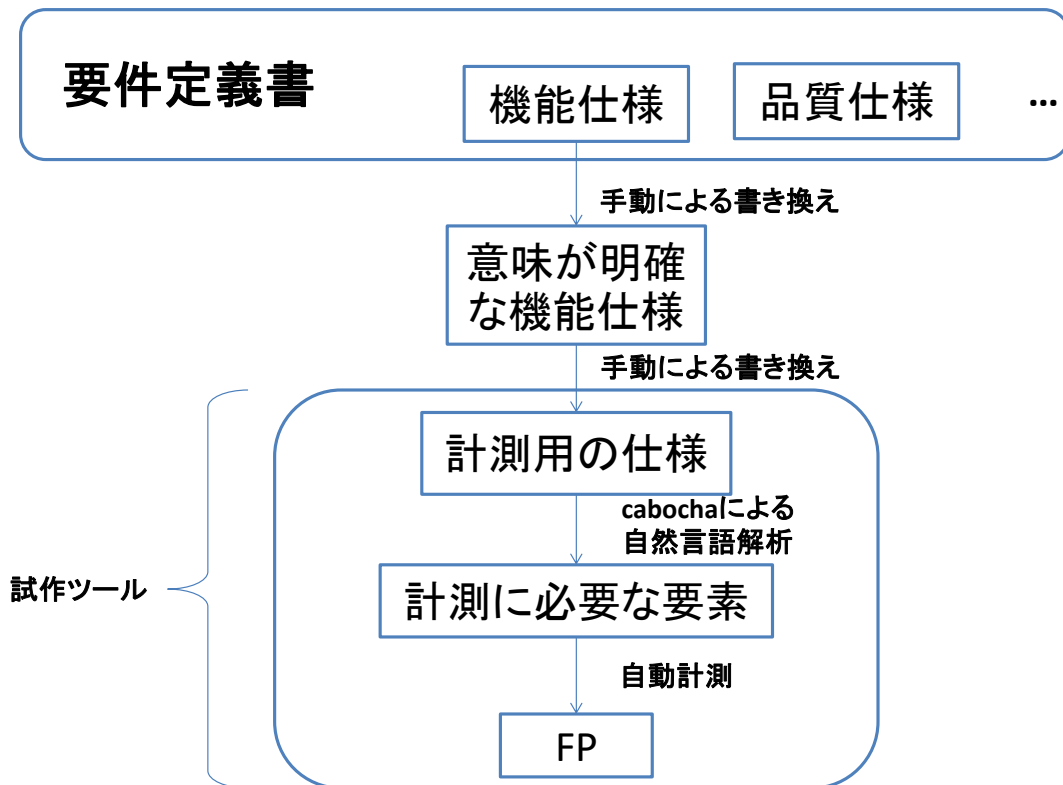 要件定義書
機能仕様
品質仕様
…
手動による書き換え
意味が明確
な機能仕様
手動による書き換え
計測用の仕様
cabochaによる
自然言語解析
試作ツール
計測に必要な要素
自動計測
FP